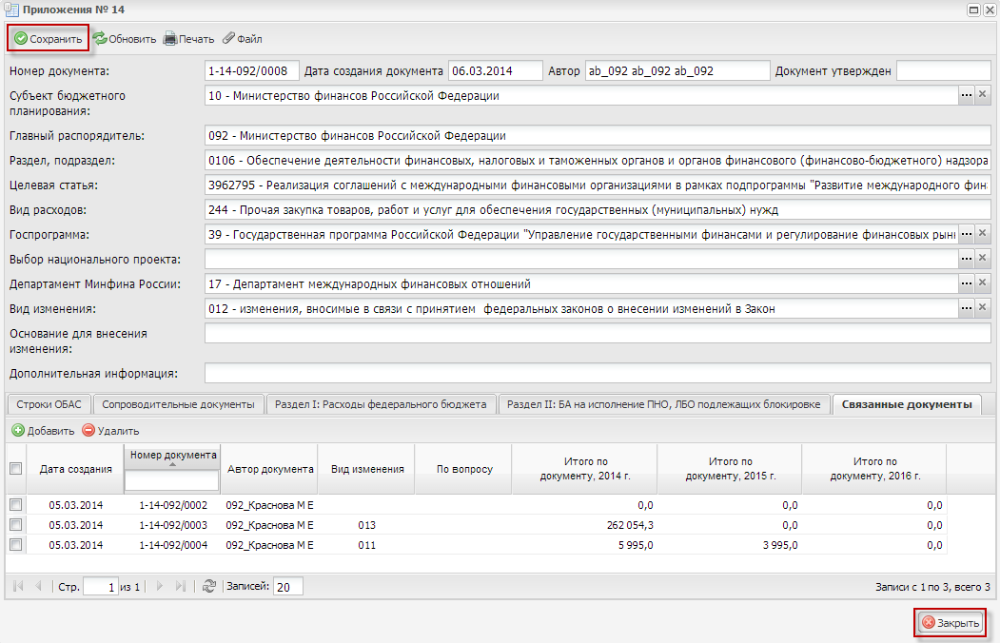 Приложения № 14
Сохранить Обновить Печать Файл
Номер документа: 1-14-092/0008 Дата создания документа 06.03.2014 Автор ab_092 ab_092 ab_092 Документ утвержден
Субъект бюджетного
планирования:
10 - Министерство финансов Российской Федерации
Главный распорядитель: 092 - Министерство финансов Российской Федерации
Раздел, подраздел: 0106 - Обеспечение деятельности финансовых, налоговых и таможенных органов и органов финансового (финансово-бюджетного) надзора
Целевая статья: 3962795 - Реализация соглашений с международными финансовыми организациями в рамках подпрограммы "Развитие международного фин
Вид расходов: 244 - Прочая закупка товаров, работ и услуг для обеспечения государственных (муниципальных) нужд
Госпрограмма: 39 - Государственная программа Российской Федерации "Управление государственными финансами и регулирование финансовых рын ...
Выбор национального проекта: ...
Департамент Минфина России: 17 - Департамент международных финансовых отношений ...
Вид изменения: 012 - изменения, вносимые в связи с принятием федеральных законов о внесении изменений в Закон ...
Основание для внесения
изменения:
Дополнительная информация:
Строки ОБАС Сопроводительные документы Раздел I: Расходы федерального бюджета Раздел II: БА на исполнение ПНО, ЛБО подлежащих блокировке Связанные документы
Добавить Удалить
Дата создания Номер документа Автор документа Вид изменения По вопросу Итого по документу, 2014 г. Итого по документу, 2015 г. Итого по документу, 2016 г.
05.03.2014 1-14-092/0002 092_Краснова М Е 0,0 0,0 0,0
05.03.2014 1-14-092/0003 092_Краснова М Е 013 262 054,3 0,0 0,0
05.03.2014 1-14-092/0004 092_Краснова М Е 011 5 995,0 3 995,0 0,0
Стр. 1 из 1 Записей: 20 Записи с 1 по 3, всего 3
Закрыть